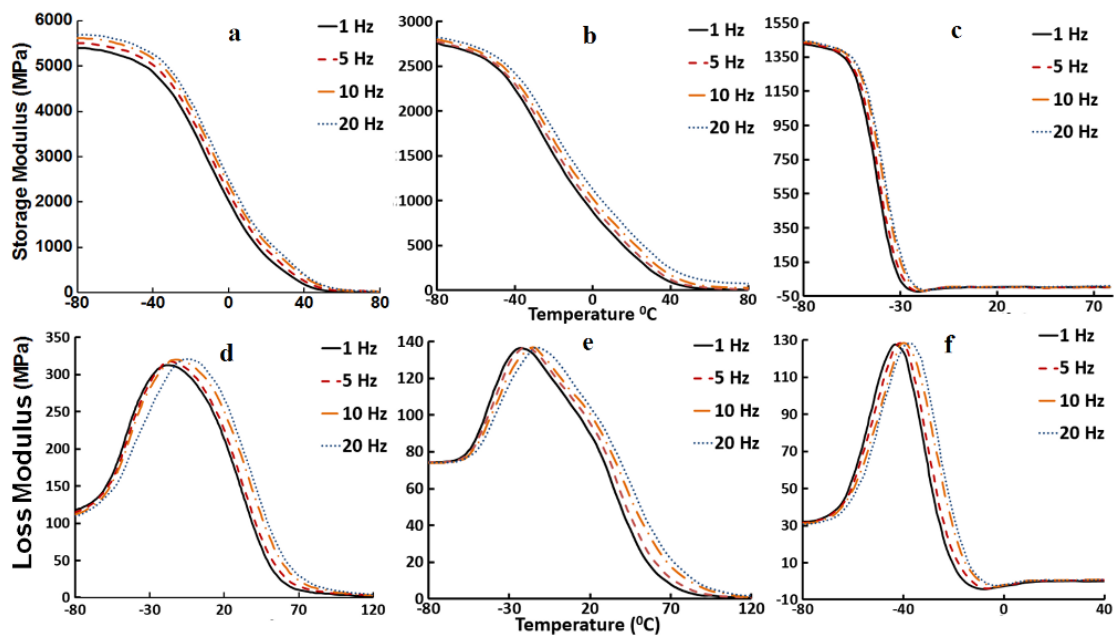 a
6000
5000
4000
3000
2000
1000
0
-80
-40
0
40
80
1 Hz
5 Hz
10 Hz
20 Hz
b
3000
2500
2000
1500
1000
500
0
-80
-40
0
40
80
1 Hz
5 Hz
10 Hz
20 Hz
c
1550
1350
1150
950
750
550
350
150
-50
-80
-30
20
70
1 Hz
5 Hz
10 Hz
20 Hz
Storage Modulus (MPa)
Temperature ⁰C
d
350
300
250
200
150
100
50
0
-80
-30
20
70
120
1 Hz
5 Hz
10 Hz
20 Hz
e
140
120
100
80
60
40
20
0
-80
-30
20
70
120
1 Hz
5 Hz
10 Hz
20 Hz
f
130
110
90
70
50
30
10
-10
-80
-40
0
40
1 Hz
5 Hz
10 Hz
20 Hz
Loss Modulus (MPa)
Temperature (⁰C)